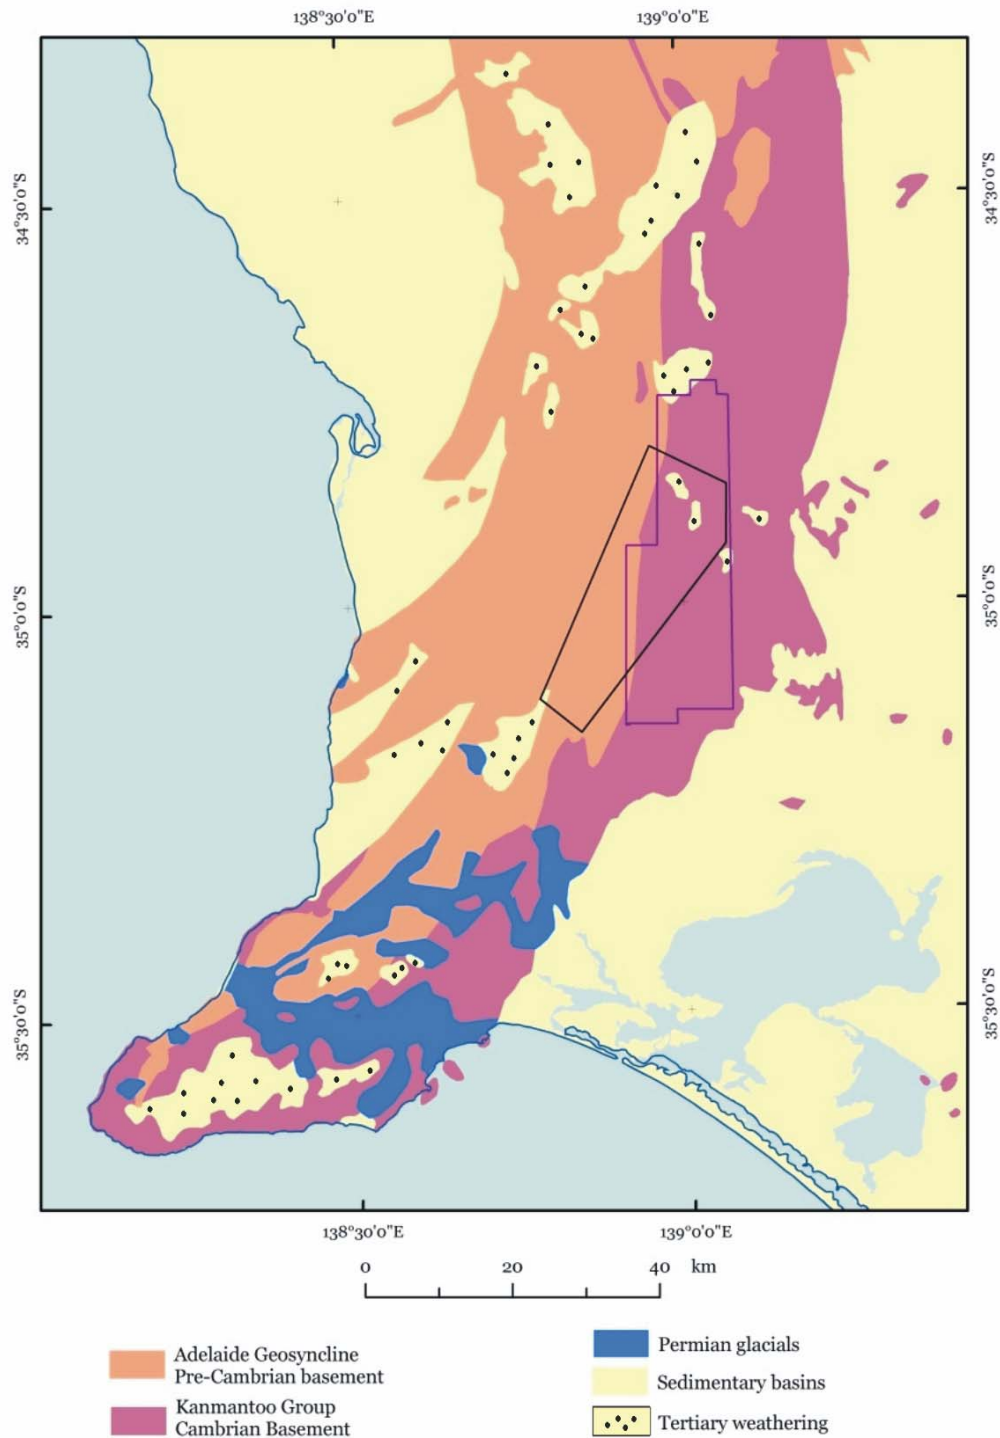 138°30'0"E 139°0'0"E
34°30'0"S
34°30'0"S
35°0'0"S
35°0'0"S
35°30'0"S
35°30'0"S
138°30'0"E 139°0'0"E
0 20 40 km
Adelaide Geosyncline
Pre-Cambrian basement
Kanmantoo Group
Cambrian Basement
Permian glacials
Sedimentary basins
Tertiary weathering